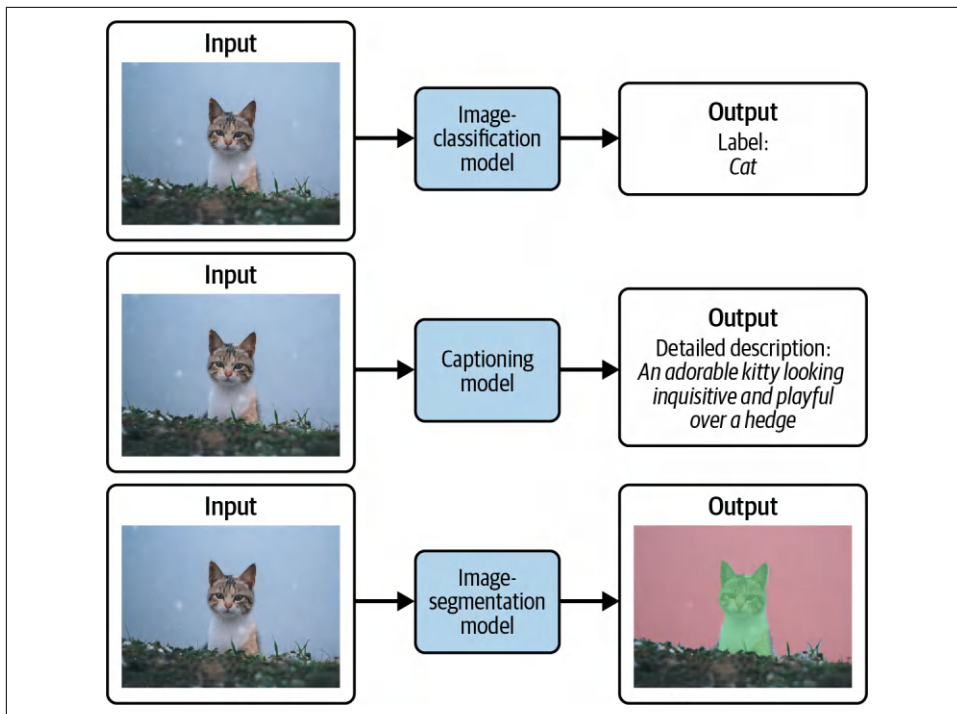 Input
Image-
classification
model
Output
Label:
Cat
Input
Captioning
model
Output
Detailed description:
An adorable kitty looking
inquisitive and playful
over a hedge
Input
Image-
segmentation
model
Output